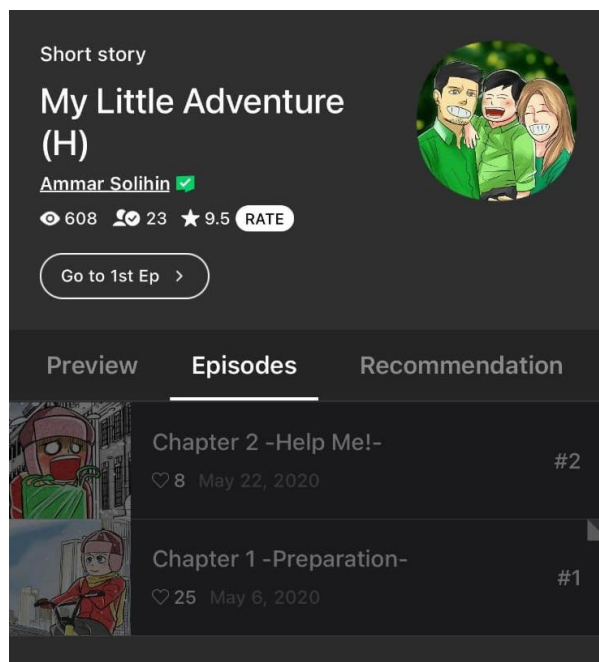 Short story
My Little Adventure
(H)
Ammar Solihin
608 23 9.5 RATE
Go to 1st Ep >
Preview Episodes Recommendation
Chapter 2 -Help Me!-
#2
8 May 22, 2020
Chapter 1 -Preparation-
#1
25 May 6, 2020